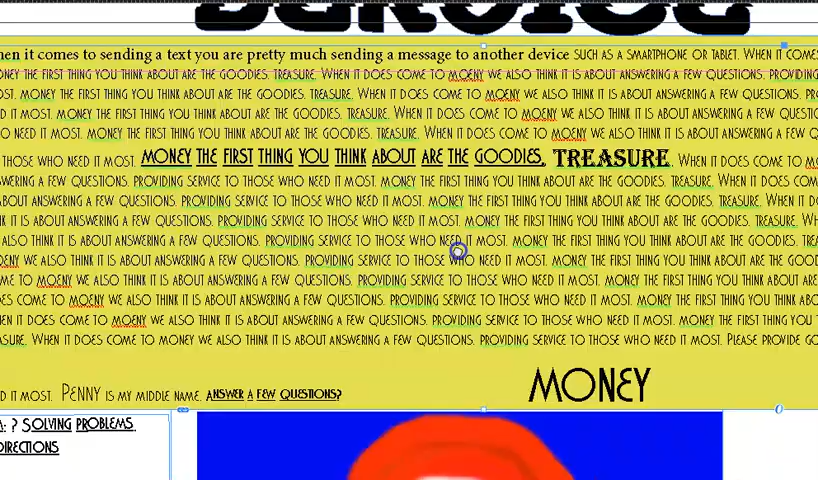 SERVICE
hen it comes to sending a text you are pretty much sending a message to another device SUCH AS A SMARTPHONE OR TABLET. WHEN IT COMES
ONEY THE FIRST THING YOU THINK ABOUT ARE THE GOODIES. TREASURE. WHEN IT DOES COME TO MOENY WE ALSO THINK IT IS ABOUT ANSWERING A FEW QUESTIONS. PROVIDING
OST. MONEY THE FIRST THING YOU THINK ABOUT ARE THE GOODIES. TREASURE. WHEN IT DOES COME TO MOENY WE ALSO THINK IT IS ABOUT ANSWERING A FEW QUESTIONS. PR
D IT MOST. MONEY THE FIRST THING YOU THINK ABOUT ARE THE GOODIES. TREASURE. WHEN IT DOES COME TO MOENY WE ALSO THINK IT IS ABOUT ANSWERING A FEW QUESTIO
O NEED IT MOST. MONEY THE FIRST THING YOU THINK ABOUT ARE THE GOODIES. TREASURE. WHEN IT DOES COME TO MOENY WE ALSO THINK IT IS ABOUT ANSWERING A FEW Q
THOSE WHO NEED IT MOST. MONEY THE FIRST THING YOU THINK ABOUT ARE THE GOODIES. TREASURE. WHEN IT DOES COME TO MO
WERING A FEW QUESTIONS. PROVIDING SERVICE TO THOSE WHO NEED IT MOST. MONEY THE FIRST THING YOU THINK ABOUT ARE THE GOODIES. TREASURE. WHEN IT DOES COM
NSWERING A FEW QUESTIONS. PROVIDING SERVICE TO THOSE WHO NEED IT MOST. MONEY THE FIRST THING YOU THINK ABOUT ARE THE GOODIES. TREASURE. WHEN IT DOES
K IT IS ABOUT ANSWERING A FEW QUESTIONS. PROVIDING SERVICE TO THOSE WHO NEED IT MOST. MONEY THE FIRST THING YOU THINK ABOUT ARE THE GOODIES. TREASURE. WH
ALSO THINK IT IS ABOUT ANSWERING A FEW QUESTIONS. PROVIDING SERVICE TO THOSE WHO NEED IT MOST. MONEY THE FIRST THING YOU THINK ABOUT ARE THE GOODIES. TRE
OENY WE ALSO THINK IT IS ABOUT ANSWERING A FEW QUESTIONS. PROVIDING SERVICE TO THOSE WHO NEED IT MOST. MONEY THE FIRST THING YOU THINK ABOUT ARE THE GOOD
ME TO MOENY WE ALSO THINK IT IS ABOUT ANSWERING A FEW QUESTIONS. PROVIDING SERVICE TO THOSE WHO NEED IT MOST. MONEY THE FIRST THING YOU THINK ABOUT ARE THE
ES COME TO MOENY WE ALSO THINK IT IS ABOUT ANSWERING A FEW QUESTIONS. PROVIDING SERVICE TO THOSE WHO NEED IT MOST. MONEY THE FIRST THING YOU THINK ABO
EN IT DOES COME TO MOENY WE ALSO THINK IT IS ABOUT ANSWERING A FEW QUESTIONS. PROVIDING SERVICE TO THOSE WHO NEED IT MOST. MONEY THE FIRST THING YOU T
ASURE. WHEN IT DOES COME TO MONEY WE ALSO THINK IT IS ABOUT ANSWERING A FEW QUESTIONS. PROVIDING SERVICE TO THOSE WHO NEED IT MOST. PLEASE PROVIDE GO
D IT MOST. PENNY IS MY MIDDLE NAME. ANSWER A FEW QUESTIONS? MONEY
: ? SOLVING PROBLEMS.
DIRECTIONS